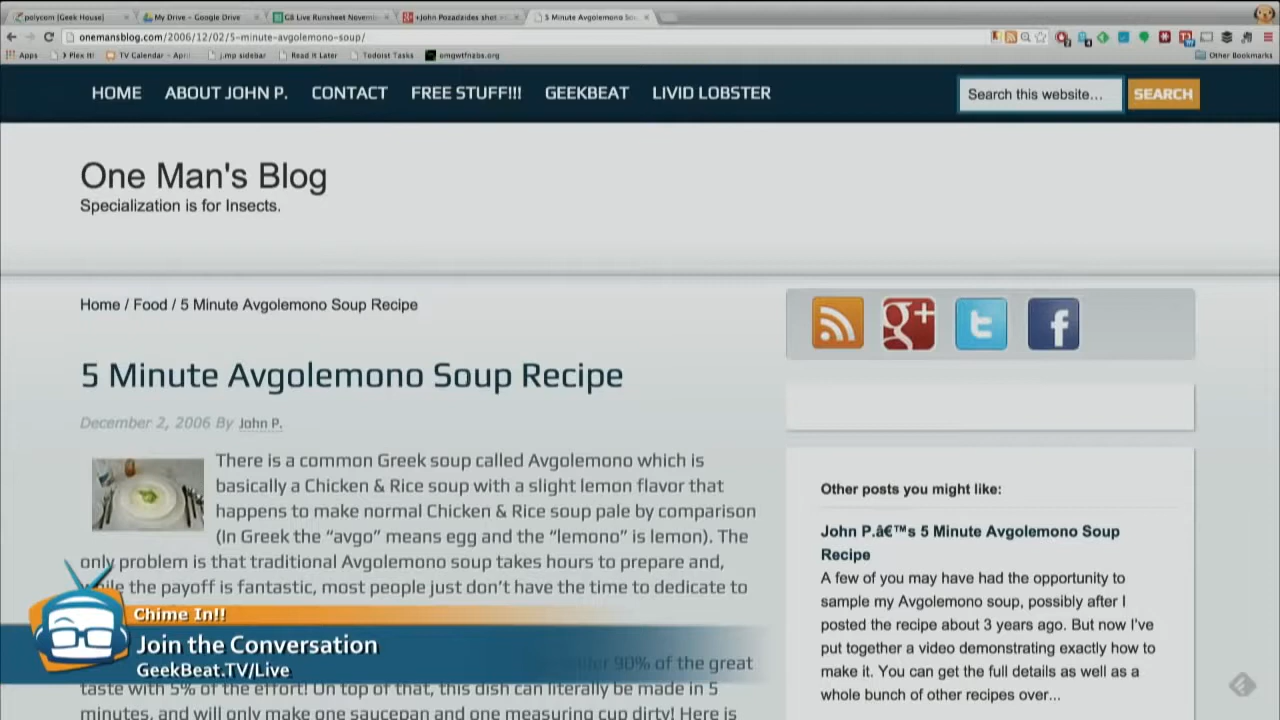 polycom [Geek House]
My Drive - Google Drive
GB Live Runsheet Novemb
+John Pozadzides shot
5 Minute Avgolemono Sou
onemansblog.com/2006/12/02/5-minute-avgolemono-soup/
Apps
> Plex It!
TV Calendar - April
j.mp sidebar
Read It Later
Todoist Tasks
omgwtfnzbs.org
Other Bookmarks
HOME ABOUT JOHN P. CONTACT FREE STUFF!!! GEEKBEAT LIVID LOBSTER
Search this website... SEARCH
One Man's Blog
Specialization is for Insects.
Home / Food / 5 Minute Avgolemono Soup Recipe
5 Minute Avgolemono Soup Recipe
December 2, 2006 By John P.
There is a common Greek soup called Avgolemono which is
basically a Chicken & Rice soup with a slight lemon flavor that
happens to make normal Chicken & Rice soup pale by comparison
(In Greek the “avgo” means egg and the “lemono” is lemon). The
only problem is that traditional Avgolemono soup takes hours to prepare and,
while the payoff is fantastic, most people just don’t have the time to dedicate to
90% of the great
taste with 5% of the effort! On top of that, this dish can literally be made in 5
minutes, and will only make one saucepan and one measuring cup dirty! Here is
g+
t
f
Other posts you might like:
John P.â€™s 5 Minute Avgolemono Soup
Recipe
A few of you may have had the opportunity to
sample my Avgolemono soup, possibly after I
posted the recipe about 3 years ago. But now I've
put together a video demonstrating exactly how to
make it. You can get the full details as well as a
whole bunch of other recipes over...
Chime In!!
Join the Conversation
GeekBeat.TV/Live